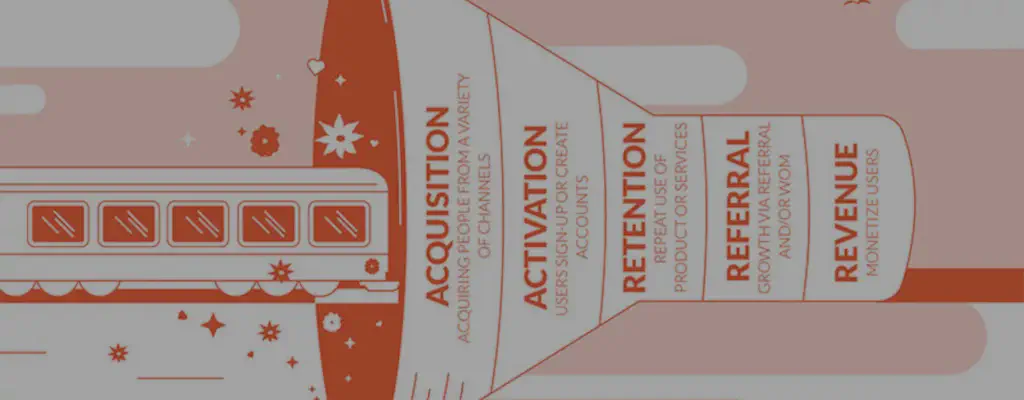 ACQUISITION
ACQUIRING PEOPLE FROM A VARIETY
OF CHANNELS
ACTIVATION
USERS SIGN-UP OR CREATE
ACCOUNTS
RETENTION
REPEAT USE OF
PRODUCT OR SERVICES
REFERRAL
GROWTH VIA REFERRAL
AND/OR WOM
REVENUE
MONETIZE USERS